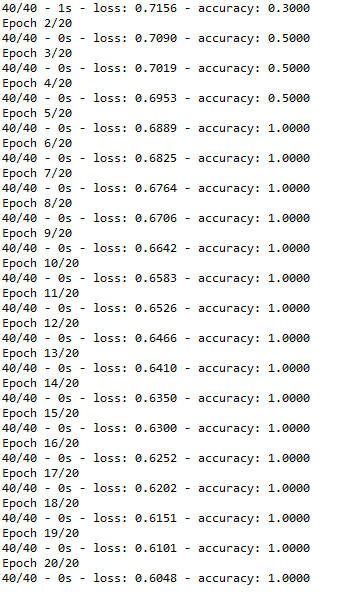 40/40 - 1s - loss: 0.7156 - accuracy: 0.3000
Epoch 2/20
40/40 - 0s - loss: 0.7090 - accuracy: 0.5000
Epoch 3/20
40/40 - 0s - loss: 0.7019 - accuracy: 0.5000
Epoch 4/20
40/40 - 0s - loss: 0.6953 - accuracy: 0.5000
Epoch 5/20
40/40 - 0s - loss: 0.6889 - accuracy: 1.0000
Epoch 6/20
40/40 - 0s - loss: 0.6825 - accuracy: 1.0000
Epoch 7/20
40/40 - 0s - loss: 0.6764 - accuracy: 1.0000
Epoch 8/20
40/40 - 0s - loss: 0.6706 - accuracy: 1.0000
Epoch 9/20
40/40 - 0s - loss: 0.6642 - accuracy: 1.0000
Epoch 10/20
40/40 - 0s - loss: 0.6583 - accuracy: 1.0000
Epoch 11/20
40/40 - 0s - loss: 0.6526 - accuracy: 1.0000
Epoch 12/20
40/40 - 0s - loss: 0.6466 - accuracy: 1.0000
Epoch 13/20
40/40 - 0s - loss: 0.6410 - accuracy: 1.0000
Epoch 14/20
40/40 - 0s - loss: 0.6350 - accuracy: 1.0000
Epoch 15/20
40/40 - 0s - loss: 0.6300 - accuracy: 1.0000
Epoch 16/20
40/40 - 0s - loss: 0.6252 - accuracy: 1.0000
Epoch 17/20
40/40 - 0s - loss: 0.6202 - accuracy: 1.0000
Epoch 18/20
40/40 - 0s - loss: 0.6151 - accuracy: 1.0000
Epoch 19/20
40/40 - 0s - loss: 0.6101 - accuracy: 1.0000
Epoch 20/20
40/40 - 0s - loss: 0.6048 - accuracy: 1.0000